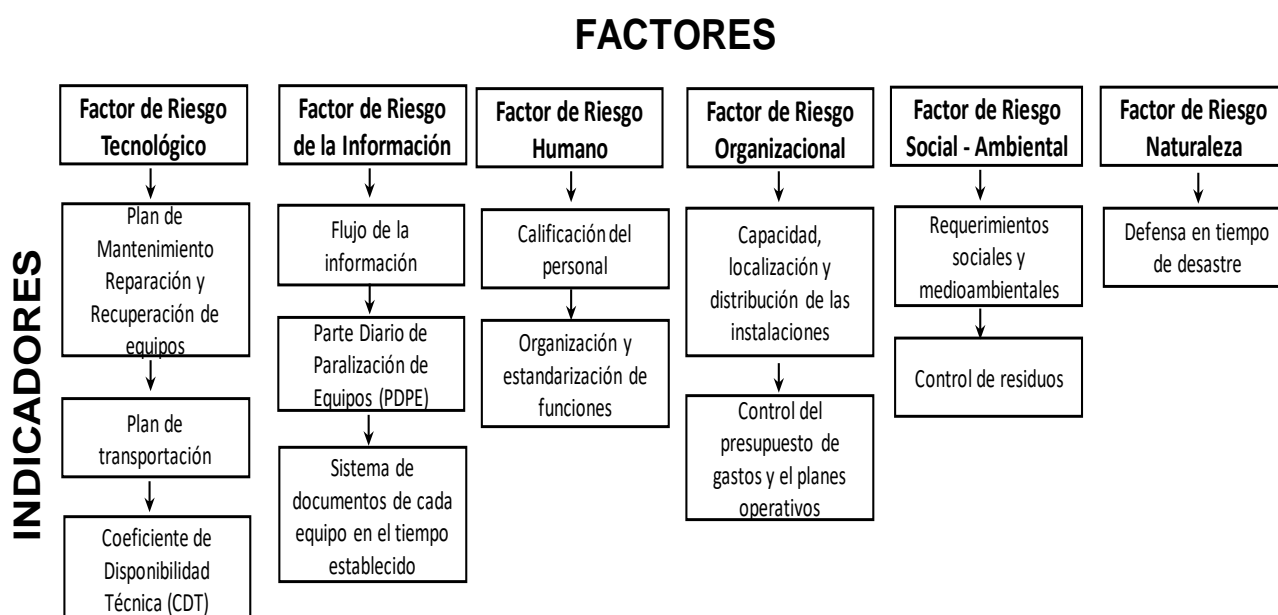 FACTORES
INDICADORES
Factor de Riesgo
Tecnológico
Plan de
Mantenimiento
Reparación y
Recuperación de
equipos
Plan de
transportación
Coeficiente de
Disponibilidad
Técnica (CDT)
Factor de Riesgo
de la Información
Flujo de la
información
Parte Diario de
Paralización de
Equipos (PDPE)
Sistema de
documentos de cada
equipo en el tiempo
establecido
Factor de Riesgo
Humano
Calificación del
personal
Organización y
estandarización de
funciones
Factor de Riesgo
Organizacional
Capacidad,
localización y
distribución de las
instalaciones
Control del
presupuesto de
gastos y el planes
operativos
Factor de Riesgo
Social - Ambiental
Requerimientos
sociales y
medioambientales
Control de residuos
Factor de Riesgo
Naturaleza
Defensa en tiempo
de desastre